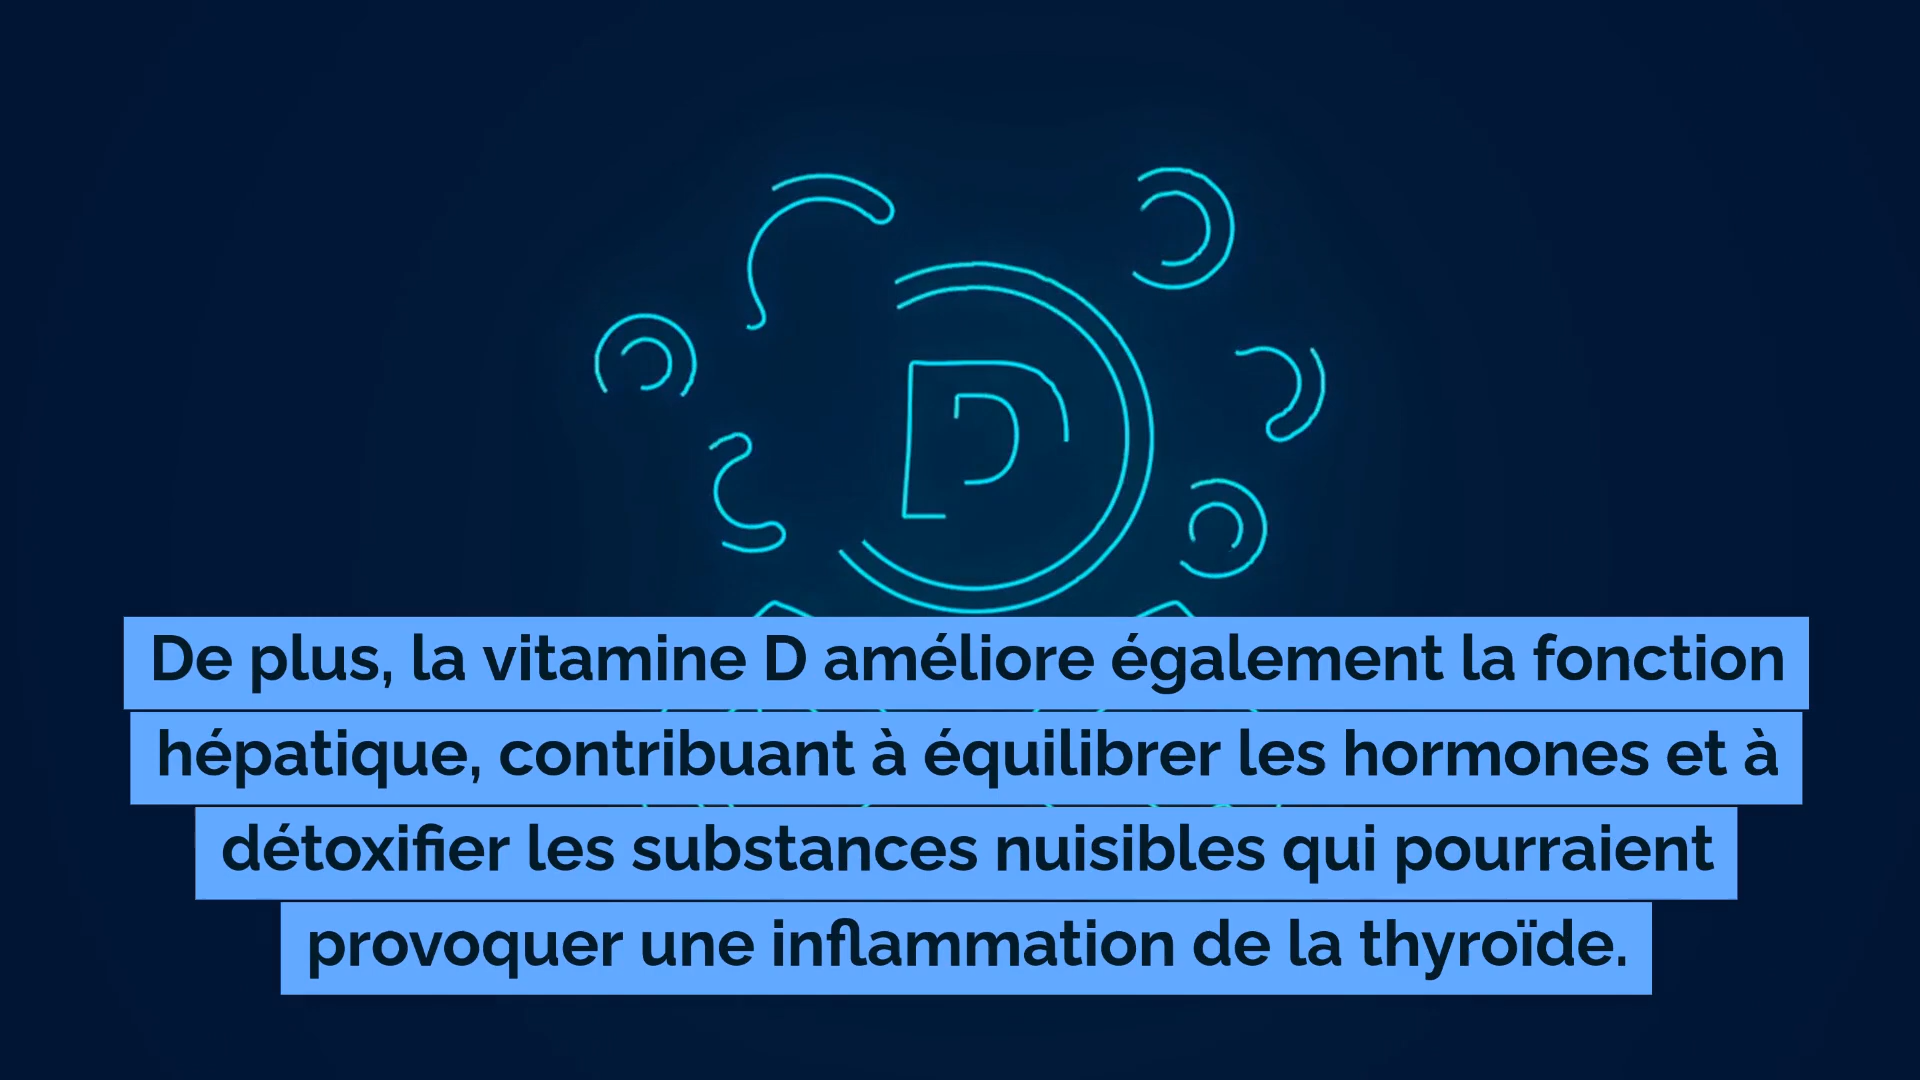 D
De plus, la vitamine D améliore également la fonction
hépatique, contribuant à équilibrer les hormones et à
détoxifier les substances nuisibles qui pourraient
provoquer une inflammation de la thyroïde.